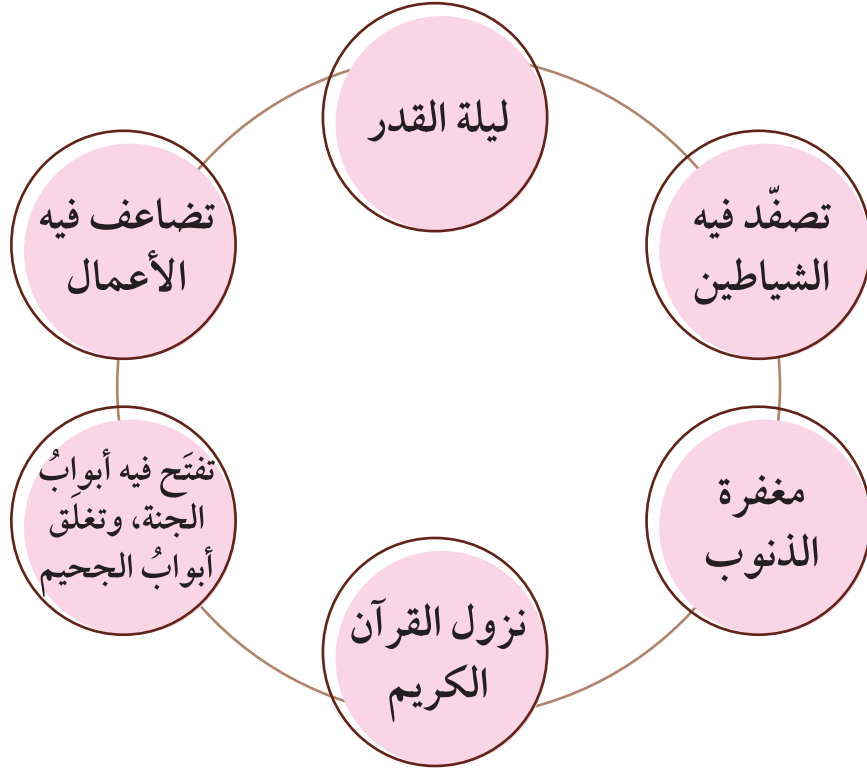 ليلة القدر
تصفّد فيه
الشياطين
مغفرة
الذنوب
نزول القرآن
الكريم
تفتَح فيه أبوابُ
الجنة، وتغلَق
أبوابُ الجحيم
تضاعف فيه
الأعمال